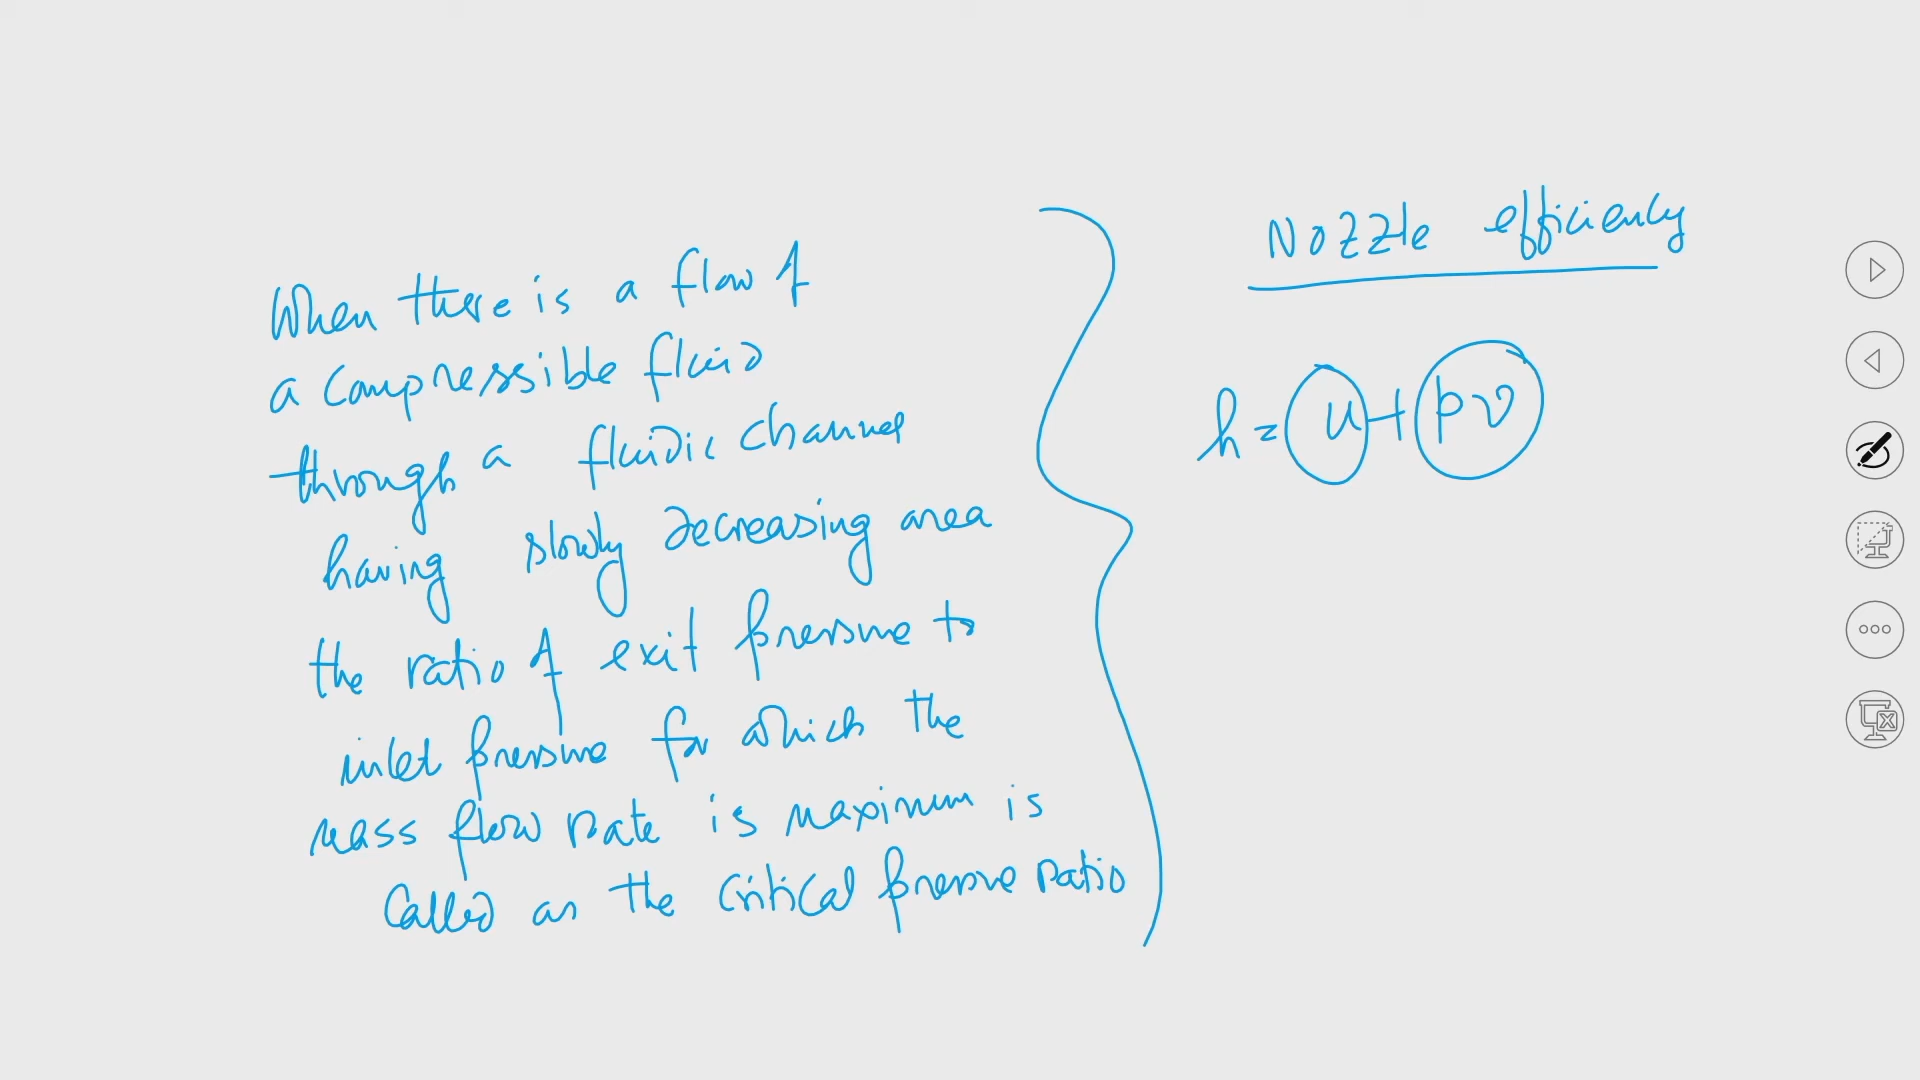 When there is a flow of
a compressible fluid
through a fluidic channel
having slowly decreasing area
the ratio of exit pressure to
inlet pressure for which the
mass flow rate is maximum is
called as the critical pressure ratio
Nozzle efficiency
h = u + pv